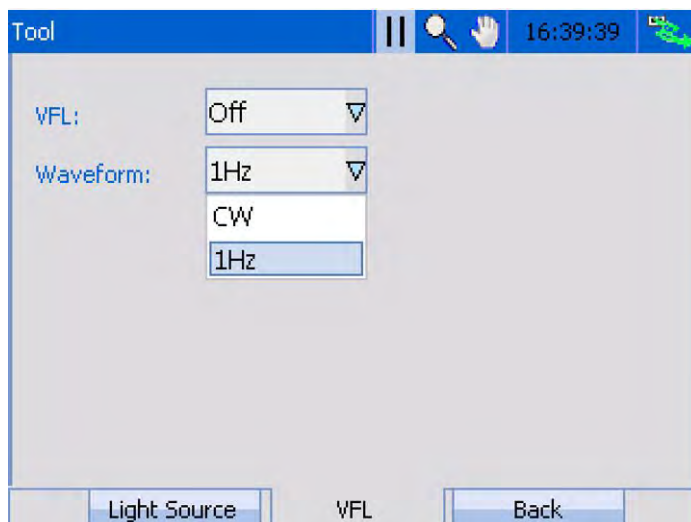 Tool 16:39:39
VFL: Off
Waveform: 1Hz
CW
1Hz
Light Source VFL Back